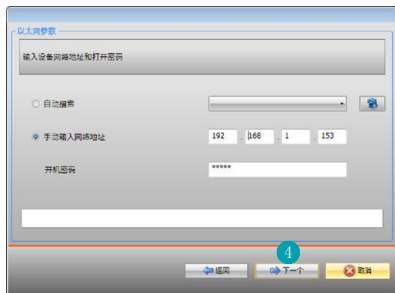 以太网参数
输入设备网络地址和打开密码
自动搜索
手动输入网络地址
192 . 168 . 1 . 153
开机密码
*****
4
返回 下一个 取消